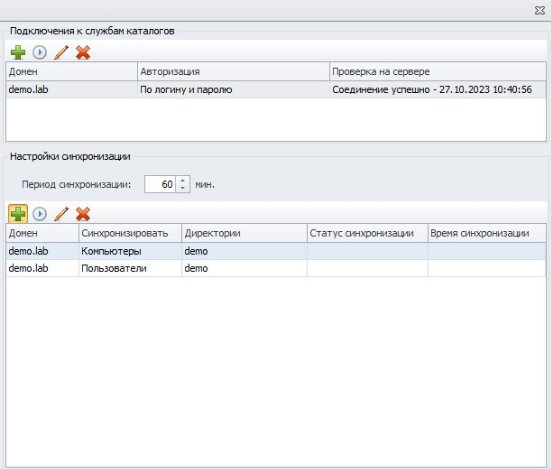 Подключения к службам каталогов
Домен Авторизация Проверка на сервере
demo.lab По логину и паролю Соединение успешно - 27.10.2023 10:40:56
Настройки синхронизации
Период синхронизации: 60 мин.
Домен Синхронизировать Директории Статус синхронизации Время синхронизации
demo.lab Компьютеры demo
demo.lab Пользователи demo